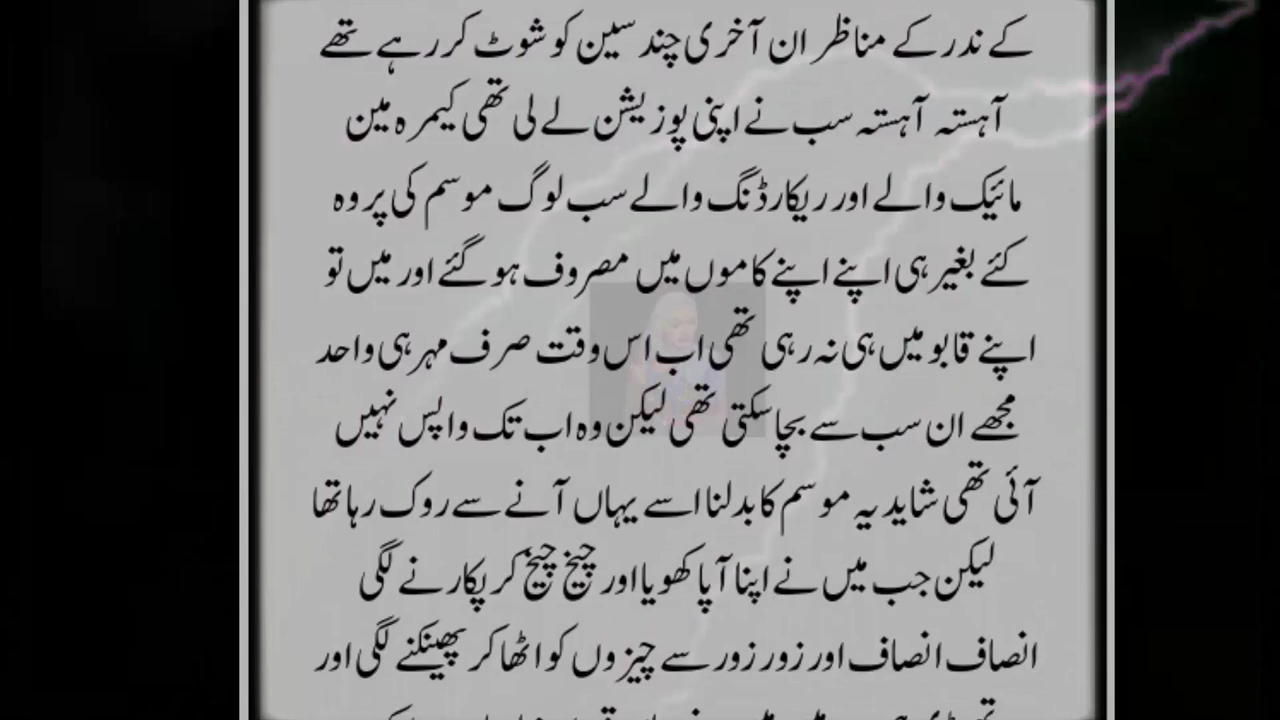 کے ندر کے مناظر ان آخری چند سین کو شوٹ کر رہے تھے
آہستہ آہستہ سب نے اپنی پوزیشن لے لی تھی کیمرہ مین
مائیک والے اور ریکارڈنگ والے سب لوگ موسم کی پروہ
کئے بغیر ہی اپنے اپنے کاموں میں مصروف ہو گئے اور میں تو
اپنے قابو میں ہی نہ رہی تھی اب اس وقت صرف مہر ہی واحد
مجھے ان سب سے بچا سکتی تھی لیکن وہ اب تک واپس نہیں
آئی تھی شاید یہ موسم کا بدلنا اسے یہاں آنے سے روک رہا تھا
لیکن جب میں نے اپنا آپا کھویا اور چیخ چیخ کر پکارنے لگی
انصاف انصاف اور زور زور سے چیزوں کو اٹھا کر پھینکنے لگی اور